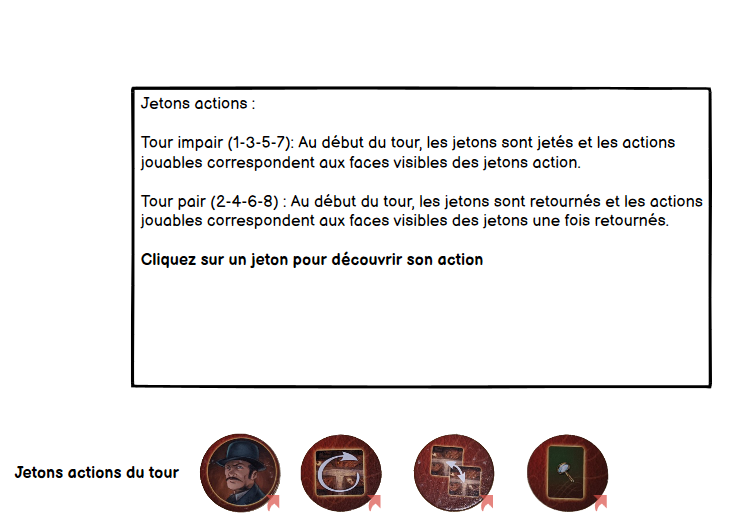 Jetons actions :
Tour impair (1-3-5-7): Au début du tour, les jetons sont jetés et les actions
jouables correspondent aux faces visibles des jetons action.
Tour pair (2-4-6-8) : Au début du tour, les jetons sont retournés et les actions
jouables correspondent aux faces visibles des jetons une fois retournés.
Cliquez sur un jeton pour découvrir son action
Jetons actions du tour